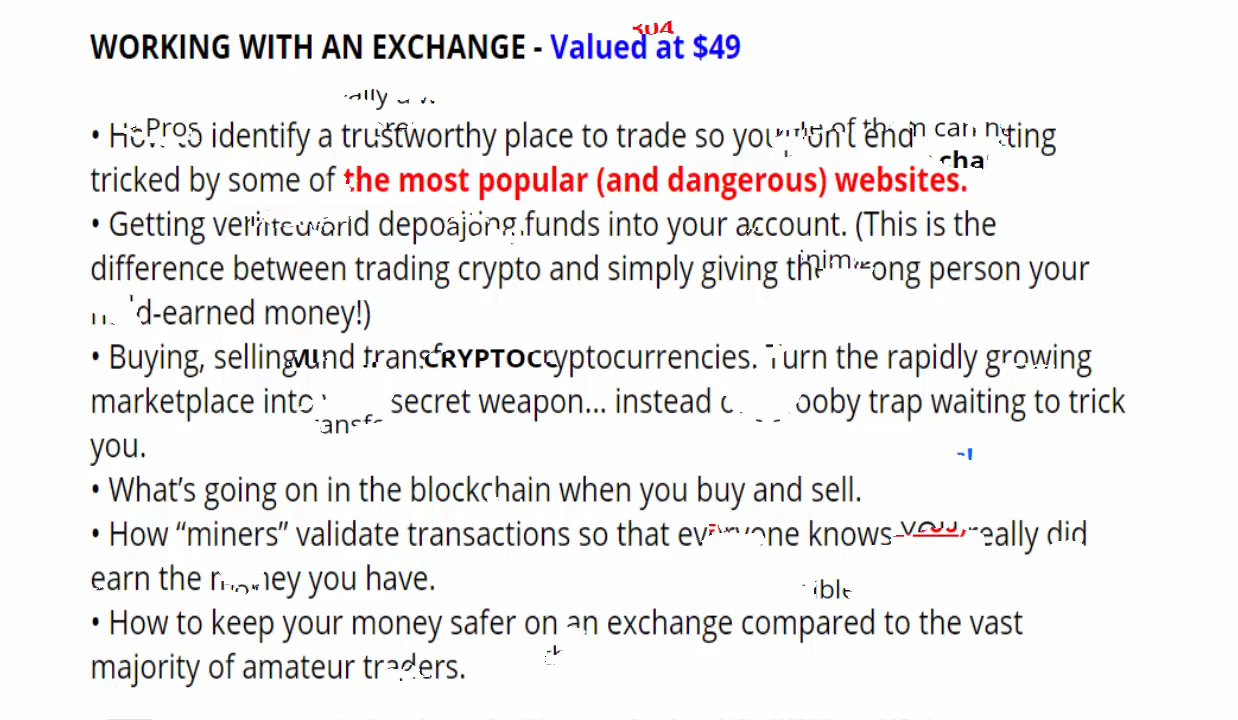 WORKING WITH AN EXCHANGE - Valued at $49
• How to identify a trustworthy place to trade so you don't end getting
tricked by some of the most popular (and dangerous) websites.
• Getting and funds into your account. (This is the
difference between trading crypto and simply giving the wrong person your
hard-earned money!)
• Buying, selling and cryptocurrencies. Turn the rapidly growing
marketplace into secret weapon... instead booby trap waiting to trick
you.
• What's going on in the blockchain when you buy and sell.
• How “miners” validate transactions so that everyone knows you really did
earn the money you have.
• How to keep your money safer on an exchange compared to the vast
majority of amateur traders.